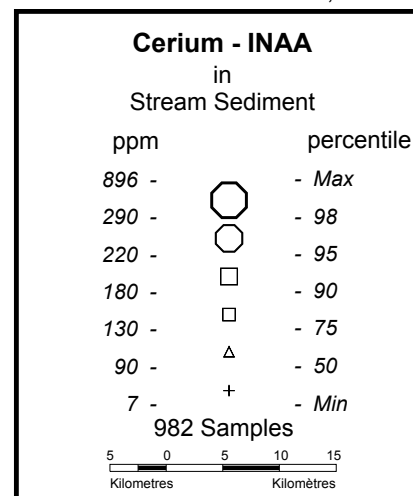 Cerium - INAA
in
Stream Sediment
ppm percentile
896 - - Max
290 - - 98
220 - - 95
180 - - 90
130 - - 75
90 - - 50
7 - - Min
982 Samples
5 0 5 10 15
Kilometres Kilomètres